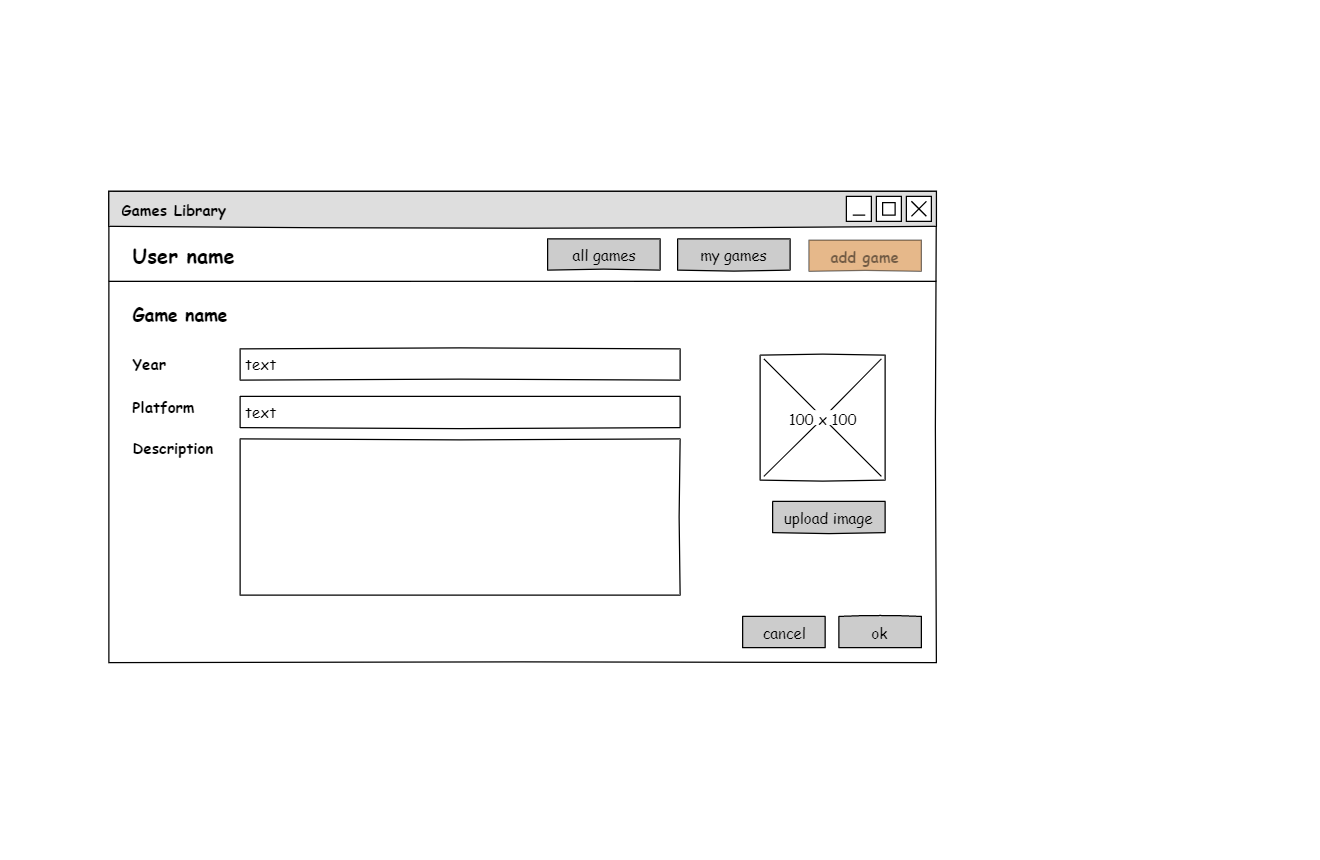 Games Library
User name
all games
my games
add game
Game name
Year
text
Platform
text
Description
100 x 100
upload image
cancel
ok